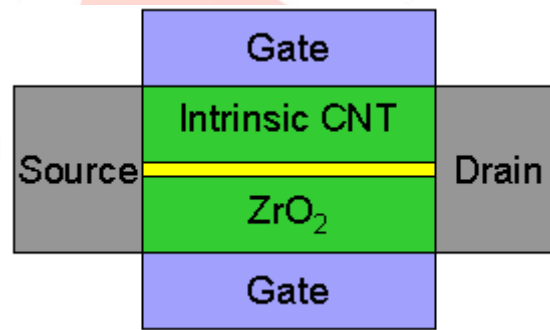 Gate
Intrinsic CNT
Source
Drain
ZrO₂
Gate